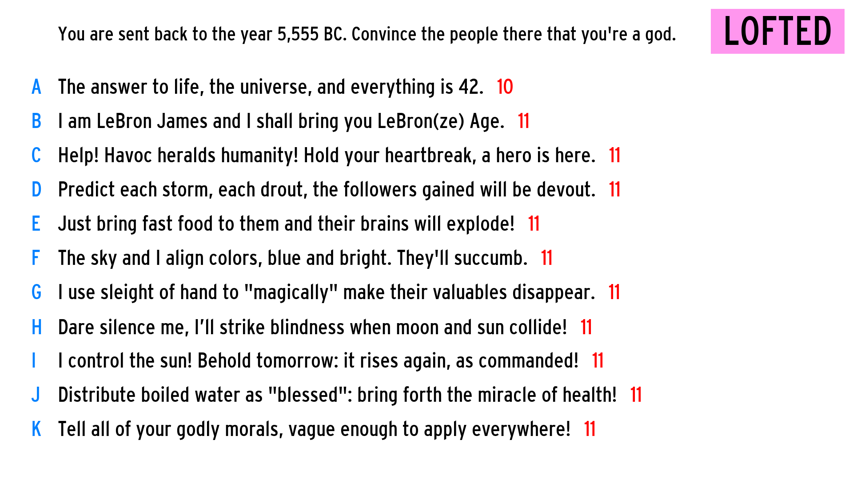 You are sent back to the year 5,555 BC. Convince the people there that you're a god.
LOFTED
A The answer to life, the universe, and everything is 42. 10
B I am LeBron James and I shall bring you LeBron(ze) Age. 11
C Help! Havoc heralds humanity! Hold your heartbreak, a hero is here. 11
D Predict each storm, each drout, the followers gained will be devout. 11
E Just bring fast food to them and their brains will explode! 11
F The sky and I align colors, blue and bright. They'll succumb. 11
G I use sleight of hand to "magically" make their valuables disappear. 11
H Dare silence me, I’ll strike blindness when moon and sun collide! 11
I I control the sun! Behold tomorrow: it rises again, as commanded! 11
J Distribute boiled water as "blessed": bring forth the miracle of health! 11
K Tell all of your godly morals, vague enough to apply everywhere! 11